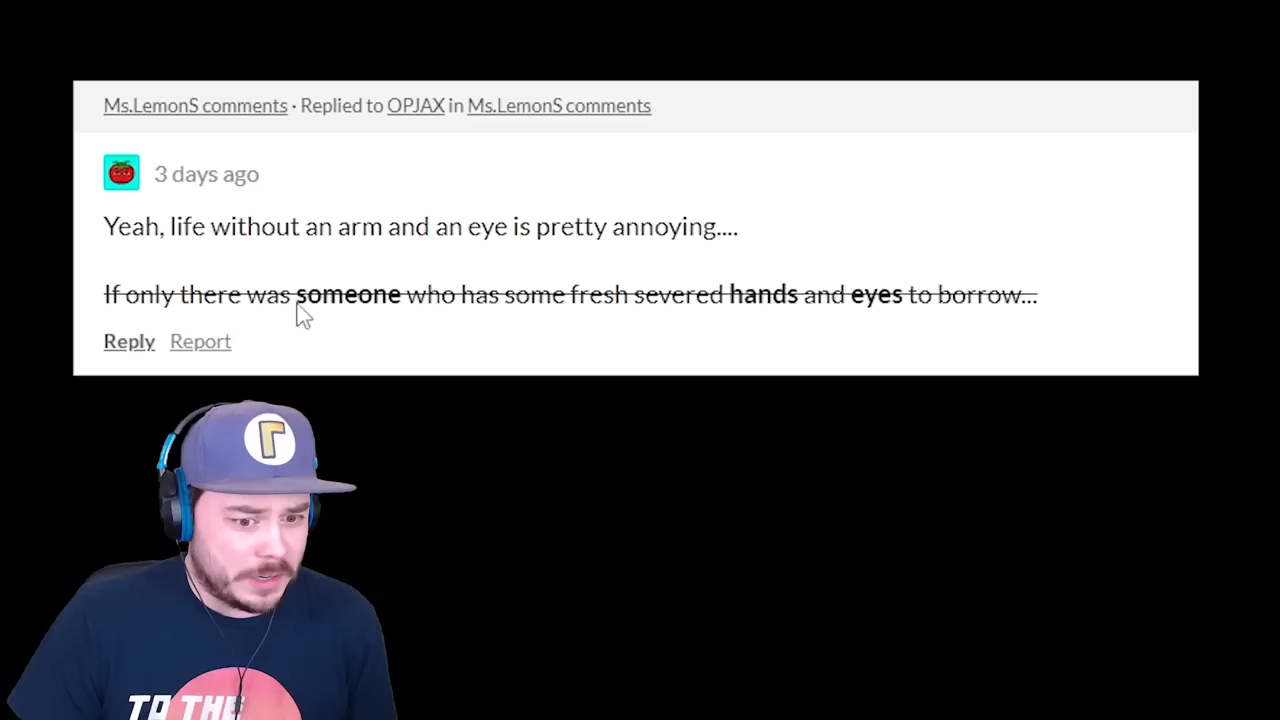 Ms.LemonS comments · Replied to OPJAX in Ms.LemonS comments
3 days ago
Yeah, life without an arm and an eye is pretty annoying....
If only there was someone who has some fresh severed hands and eyes to borrow...
Reply Report
TO THE